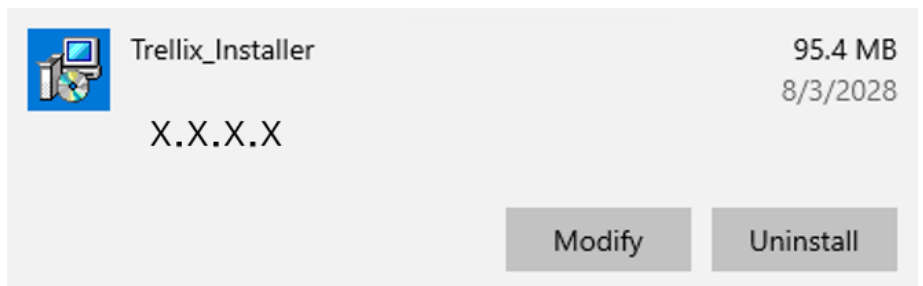 Trellix_Installer
95.4 MB
8/3/2028
X.X.X.X
Modify
Uninstall